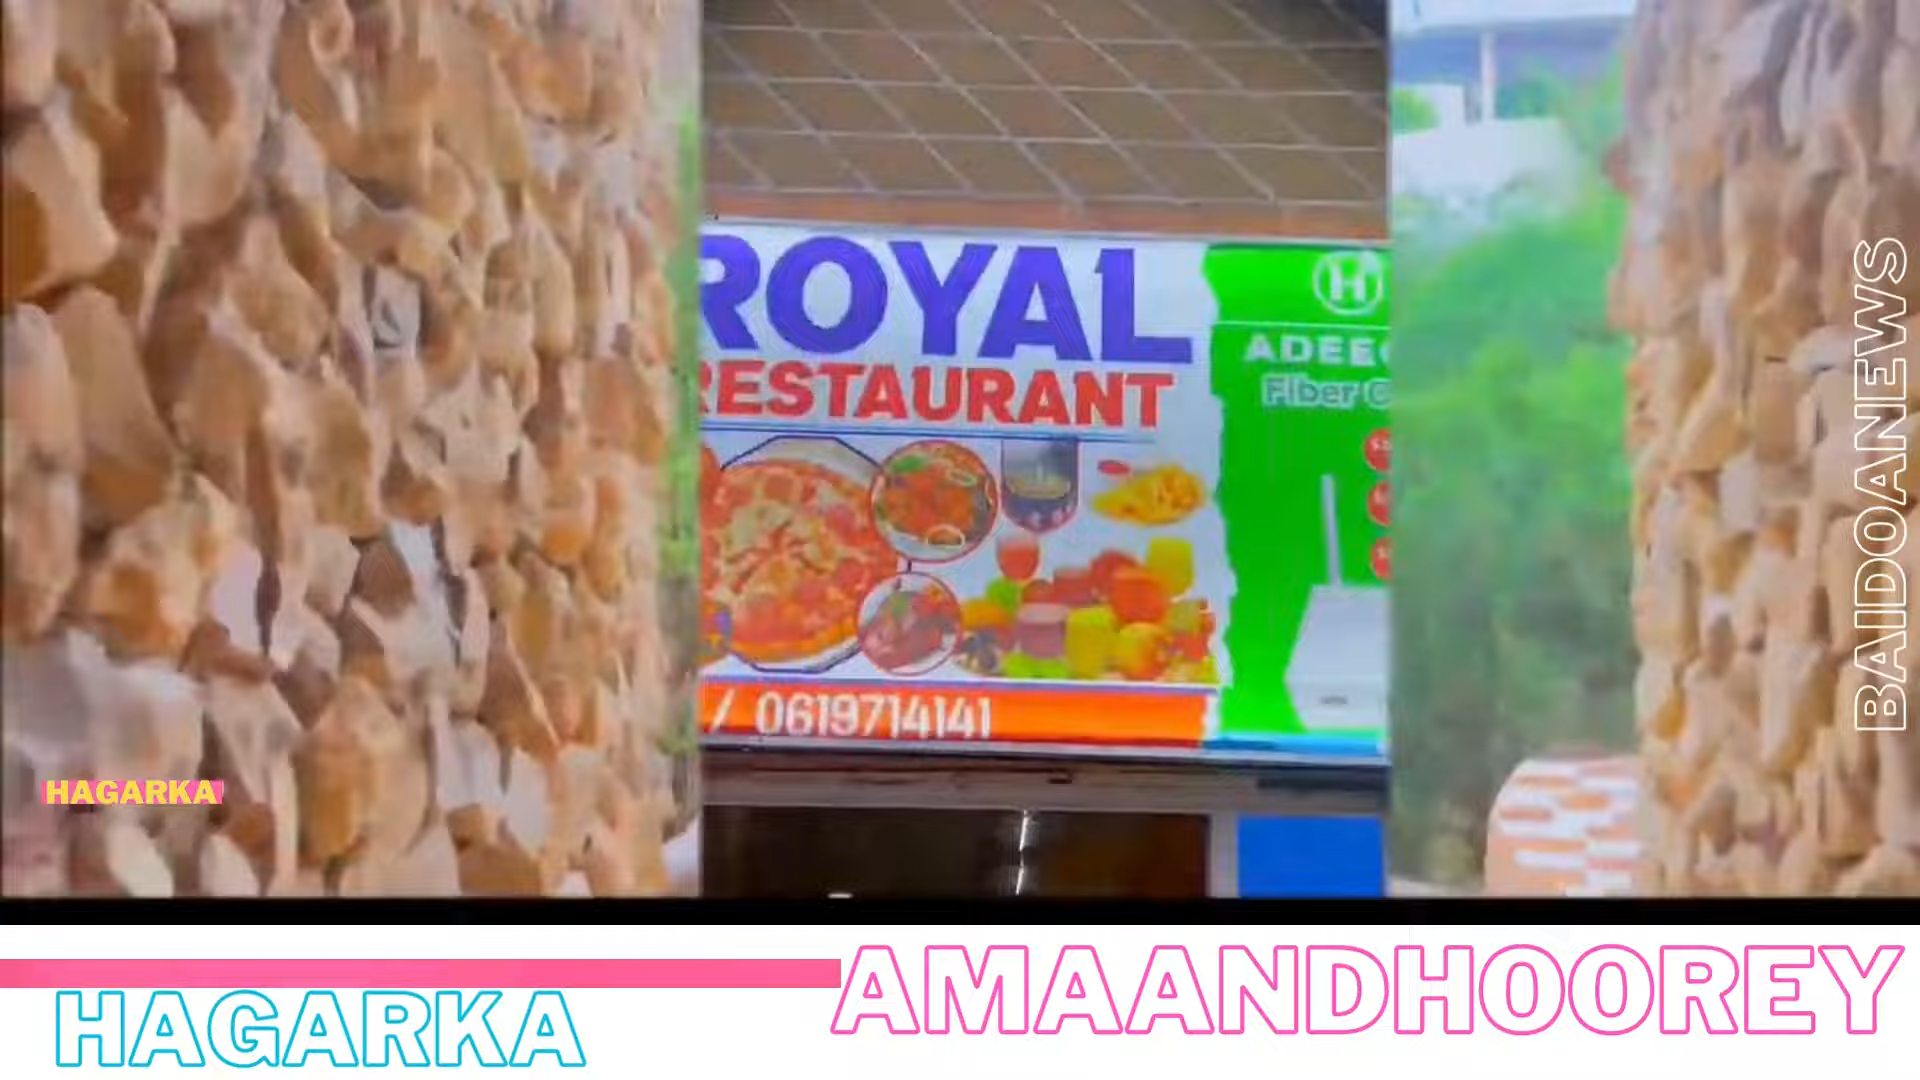 ROYAL
RESTAURANT
/ 0619714141
H
ADEE
Fiber
BAIDOANEWS
HAGARKA
AMAANDHOOREY
HAGARKA